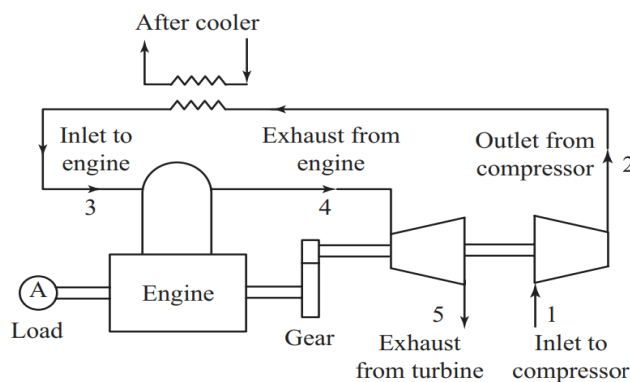 After cooler
Inlet to
engine
Exhaust from
engine
Outlet from
compressor
2
3
4
A
Engine
Load
Gear
5
1
Exhaust
from turbine
Inlet to
compressor